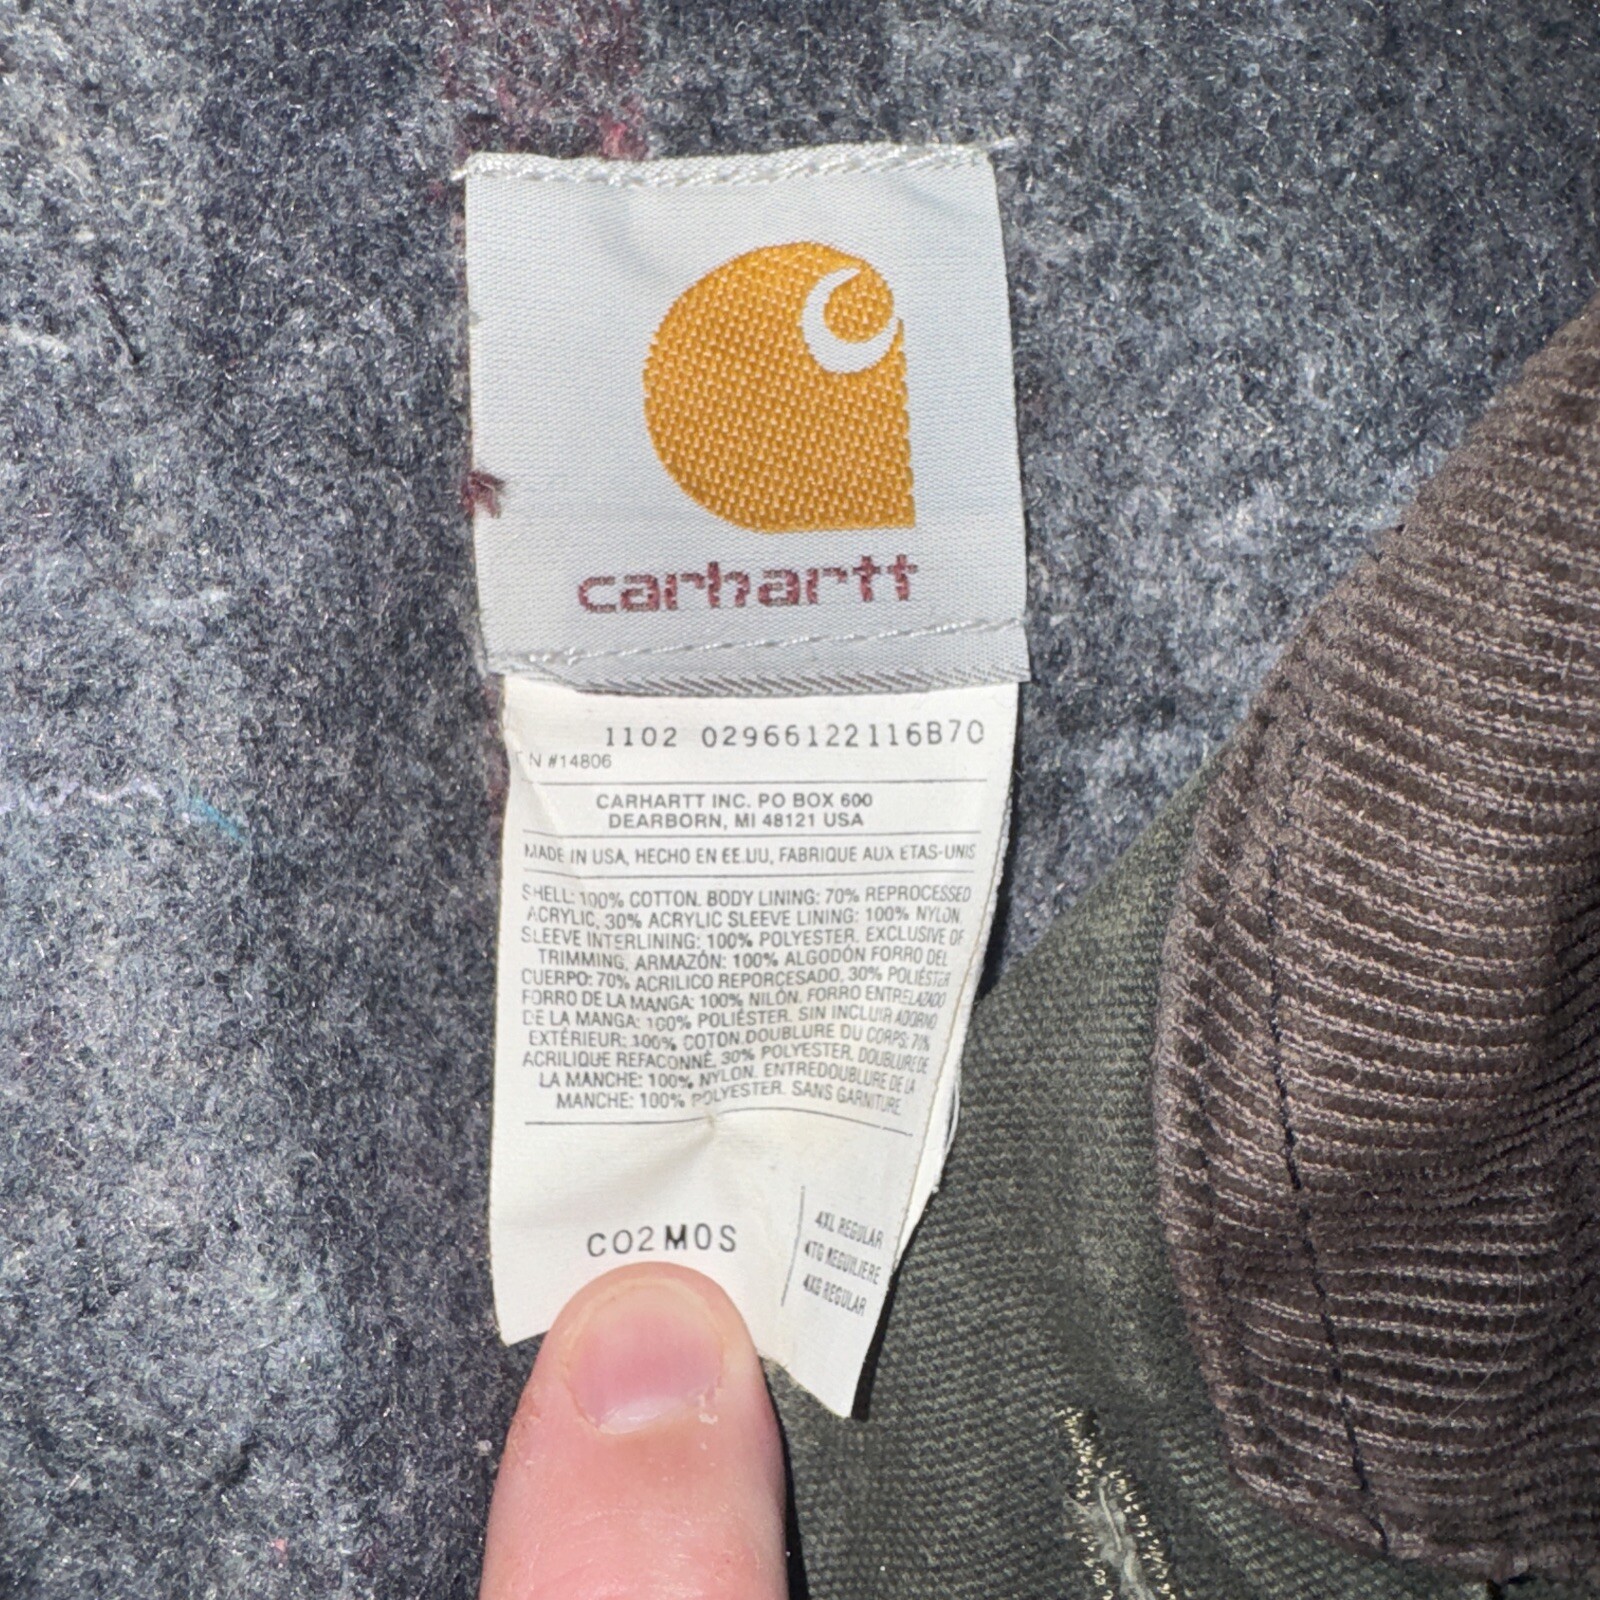 carhartt
1102 02966122116B70
N #14806
CARHARTT INC. PO BOX 600
DEARBORN, MI 48121 USA
MADE IN USA, HECHO EN EE.UU, FABRIQUE AUX ETAS-UNIS
SHELL: 100% COTTON. BODY LINING: 70% REPROCESSED
ACRYLIC, 30% ACRYLIC SLEEVE LINING: 100% NYLON.
SLEEVE INTERLINING: 100% POLYESTER. EXCLUSIVE OF
TRIMMING, ARMAZÓN: 100% ALGODÓN FORRO DEL
CUERPO: 70% ACRILICO REPORCESADO, 30% POLIÉSTER
FORRO DE LA MANGA: 100% NILÓN. FORRO ENTRELAZADO
DE LA MANGA: 100% POLIÉSTER. SIN INCLUIR ADORNO
EXTÉRIEUR: 100% COTON.DOUBLURE DU CORPS: 70%
ACRILIQUE REFAÇONNÉ, 30% POLYESTER. DOUBLURE DE
LA MANCHE: 100% NYLON. ENTREDOUBLURE DE LA
MANCHE: 100% POLYESTER. SANS GARNITURE.
C02M0S
4XL REGULAR
4TG REGUILIERE
4XG REGULAR